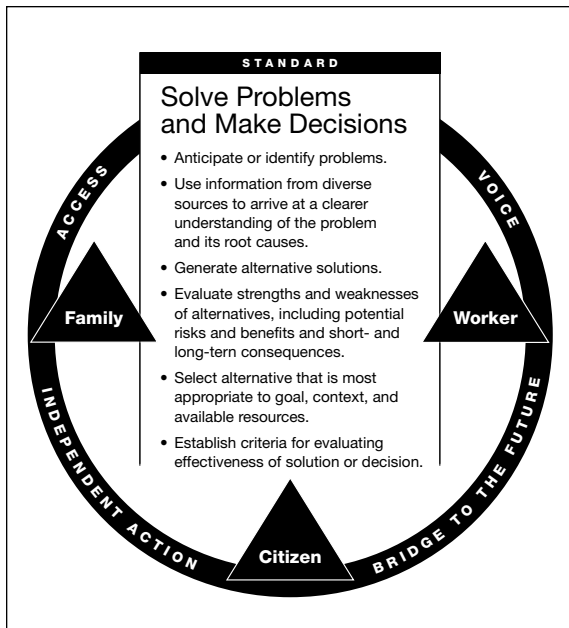 STANDARD
Solve Problems
and Make Decisions
• Anticipate or identify problems.
• Use information from diverse
sources to arrive at a clearer
understanding of the problem
and its root causes.
• Generate alternative solutions.
• Evaluate strengths and weaknesses
of alternatives, including potential
risks and benefits and short- and
long-tern consequences.
• Select alternative that is most
appropriate to goal, context, and
available resources.
• Establish criteria for evaluating
effectiveness of solution or decision.
ACCESS
VOICE
Family
Worker
INDEPENDENT ACTION
BRIDGE TO THE FUTURE
Citizen